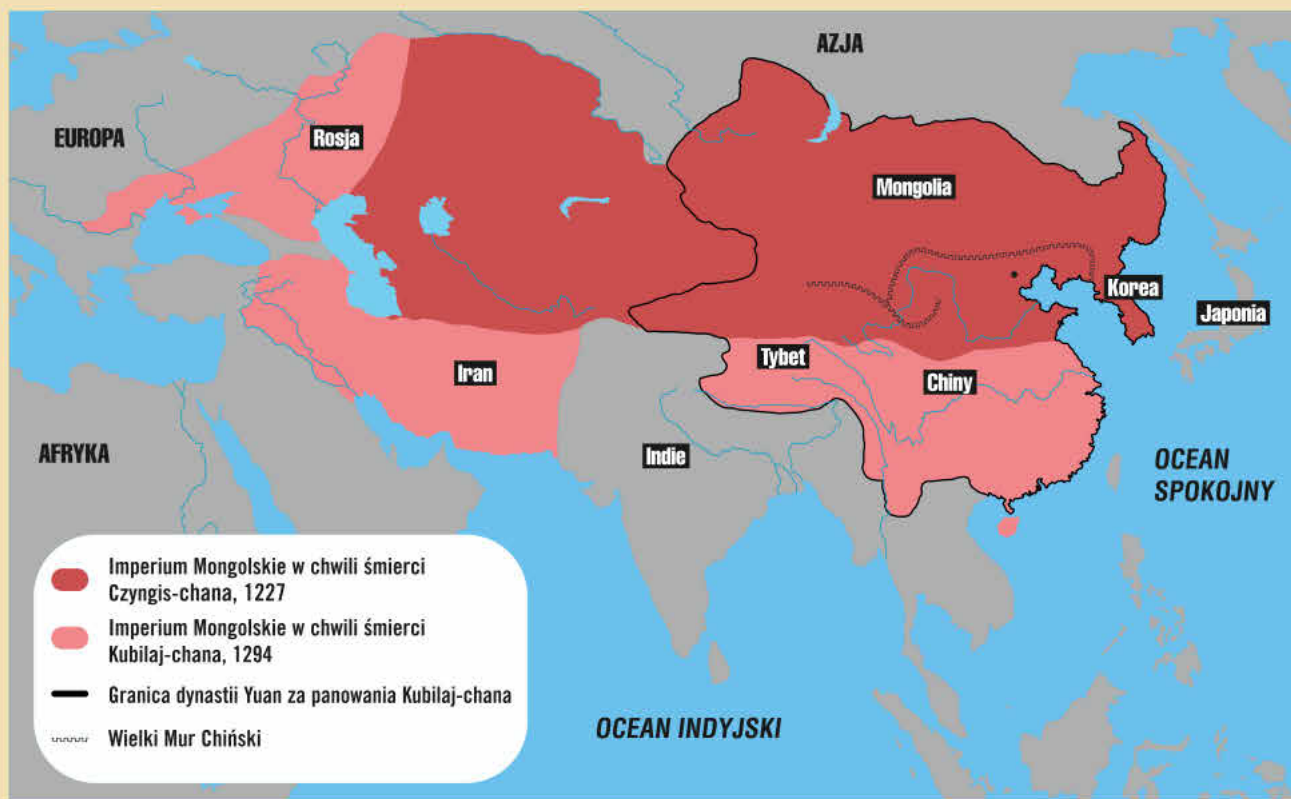 AZJA
EUROPA
Rosja
Mongolia
Korea
Japonia
Tybet
Iran
Chiny
AFRYKA
Indie
OCEAN
SPOKOJNY
Imperium Mongolskie w chwili śmierci
Czyngis-chana, 1227
Imperium Mongolskie w chwili śmierci
Kubilaj-chana, 1294
Granica dynastii Yuan za panowania Kubilaj-chana
Wielki Mur Chiński
OCEAN INDYJSKI